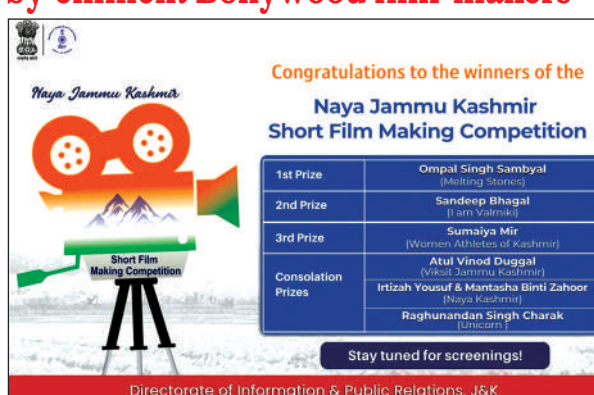 by eminent Bollywood film-makers
Naya Jammu Kashmir
Short Film
Making Competition
Congratulations to the winners of the
Naya Jammu Kashmir
Short Film Making Competition
1st Prize
Ompal Singh Sambyal
(Melting Stones)
2nd Prize
Sandeep Bhagal
(I am Valmiki)
3rd Prize
Sumaiya Mir
(Women Athletes of Kashmir)
Consolation
Prizes
Atul Vinod Duggal
(Viksit Jammu Kashmir)
Irtizah Yousuf & Mantasha Binti Zahoor
(Naya Kashmir)
Raghunandan Singh Charak
(Unicorn )
Stay tuned for screenings!
Directorate of Information & Public Relations, J&K